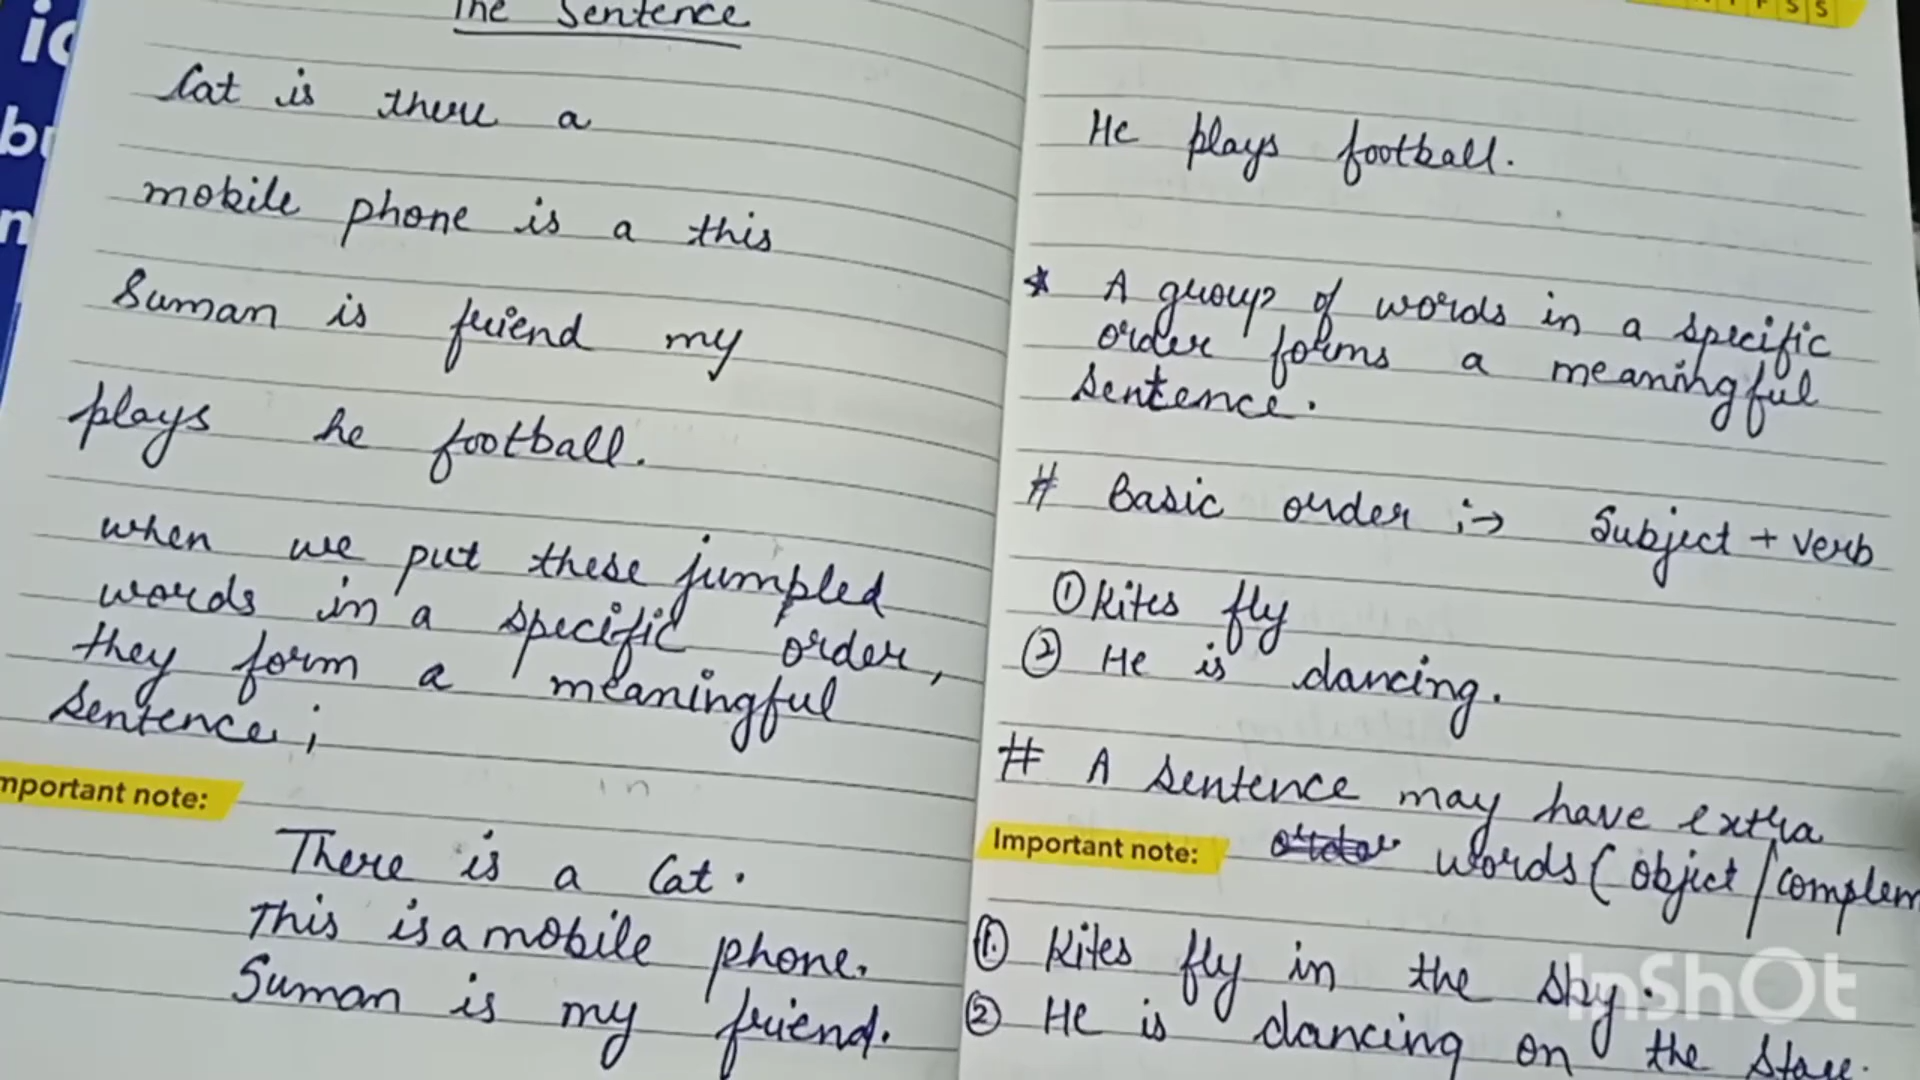 The Sentence
Cat is there a
mobile phone is a this
Suman is friend my
plays he football.
when we put these jumpled
words in a specific order,
they form a meaningful
sentence;
mportant note:
There is a Cat.
This is a mobile phone.
Suman is my friend.
He plays football.
* A group of words in a specific
order forms a meaningful
sentence.
# Basic order :→ Subject + verb
① Kites fly
② He is dancing.
# A sentence may have extra
Important note:
words (object / complem
①. Kites fly in the sky.
② He is dancing on the
InShOt